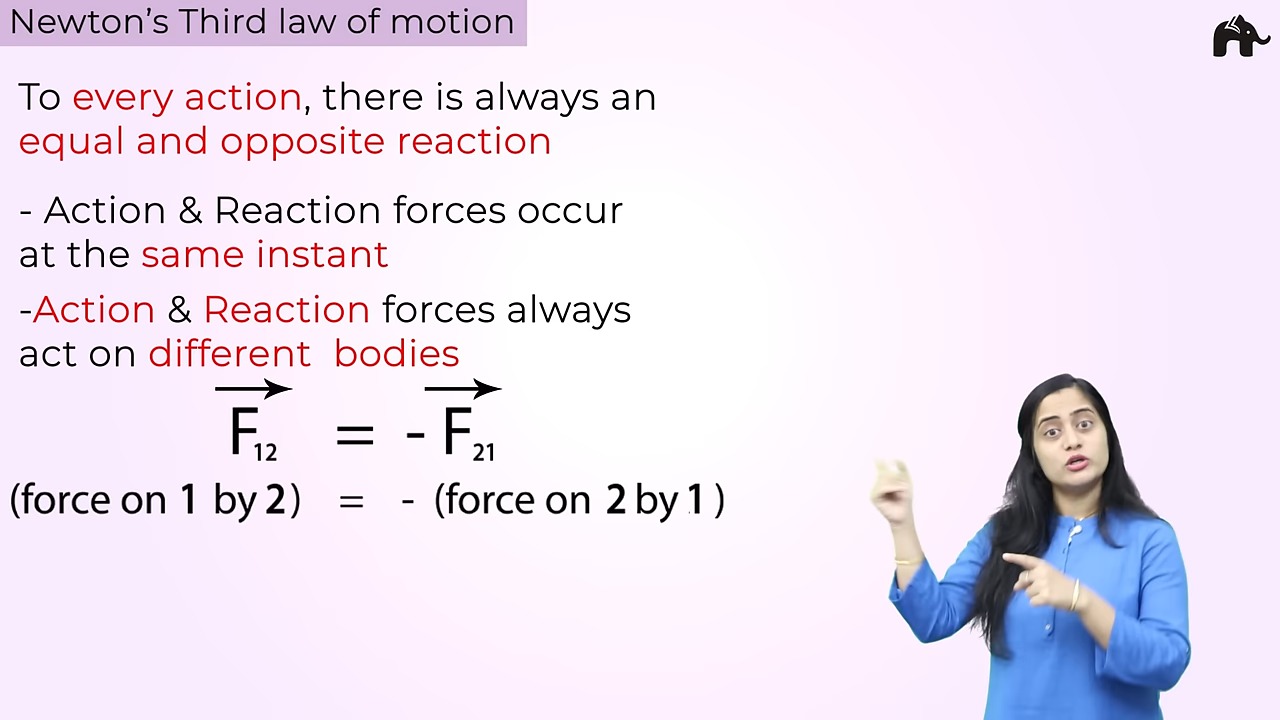 Newton’s Third law of motion
To every action, there is always an
equal and opposite reaction
- Action & Reaction forces occur
at the same instant
-Action & Reaction forces always
act on different bodies
F₁₂ = - F₂₁
(force on 1 by 2) = - (force on 2 by 1)